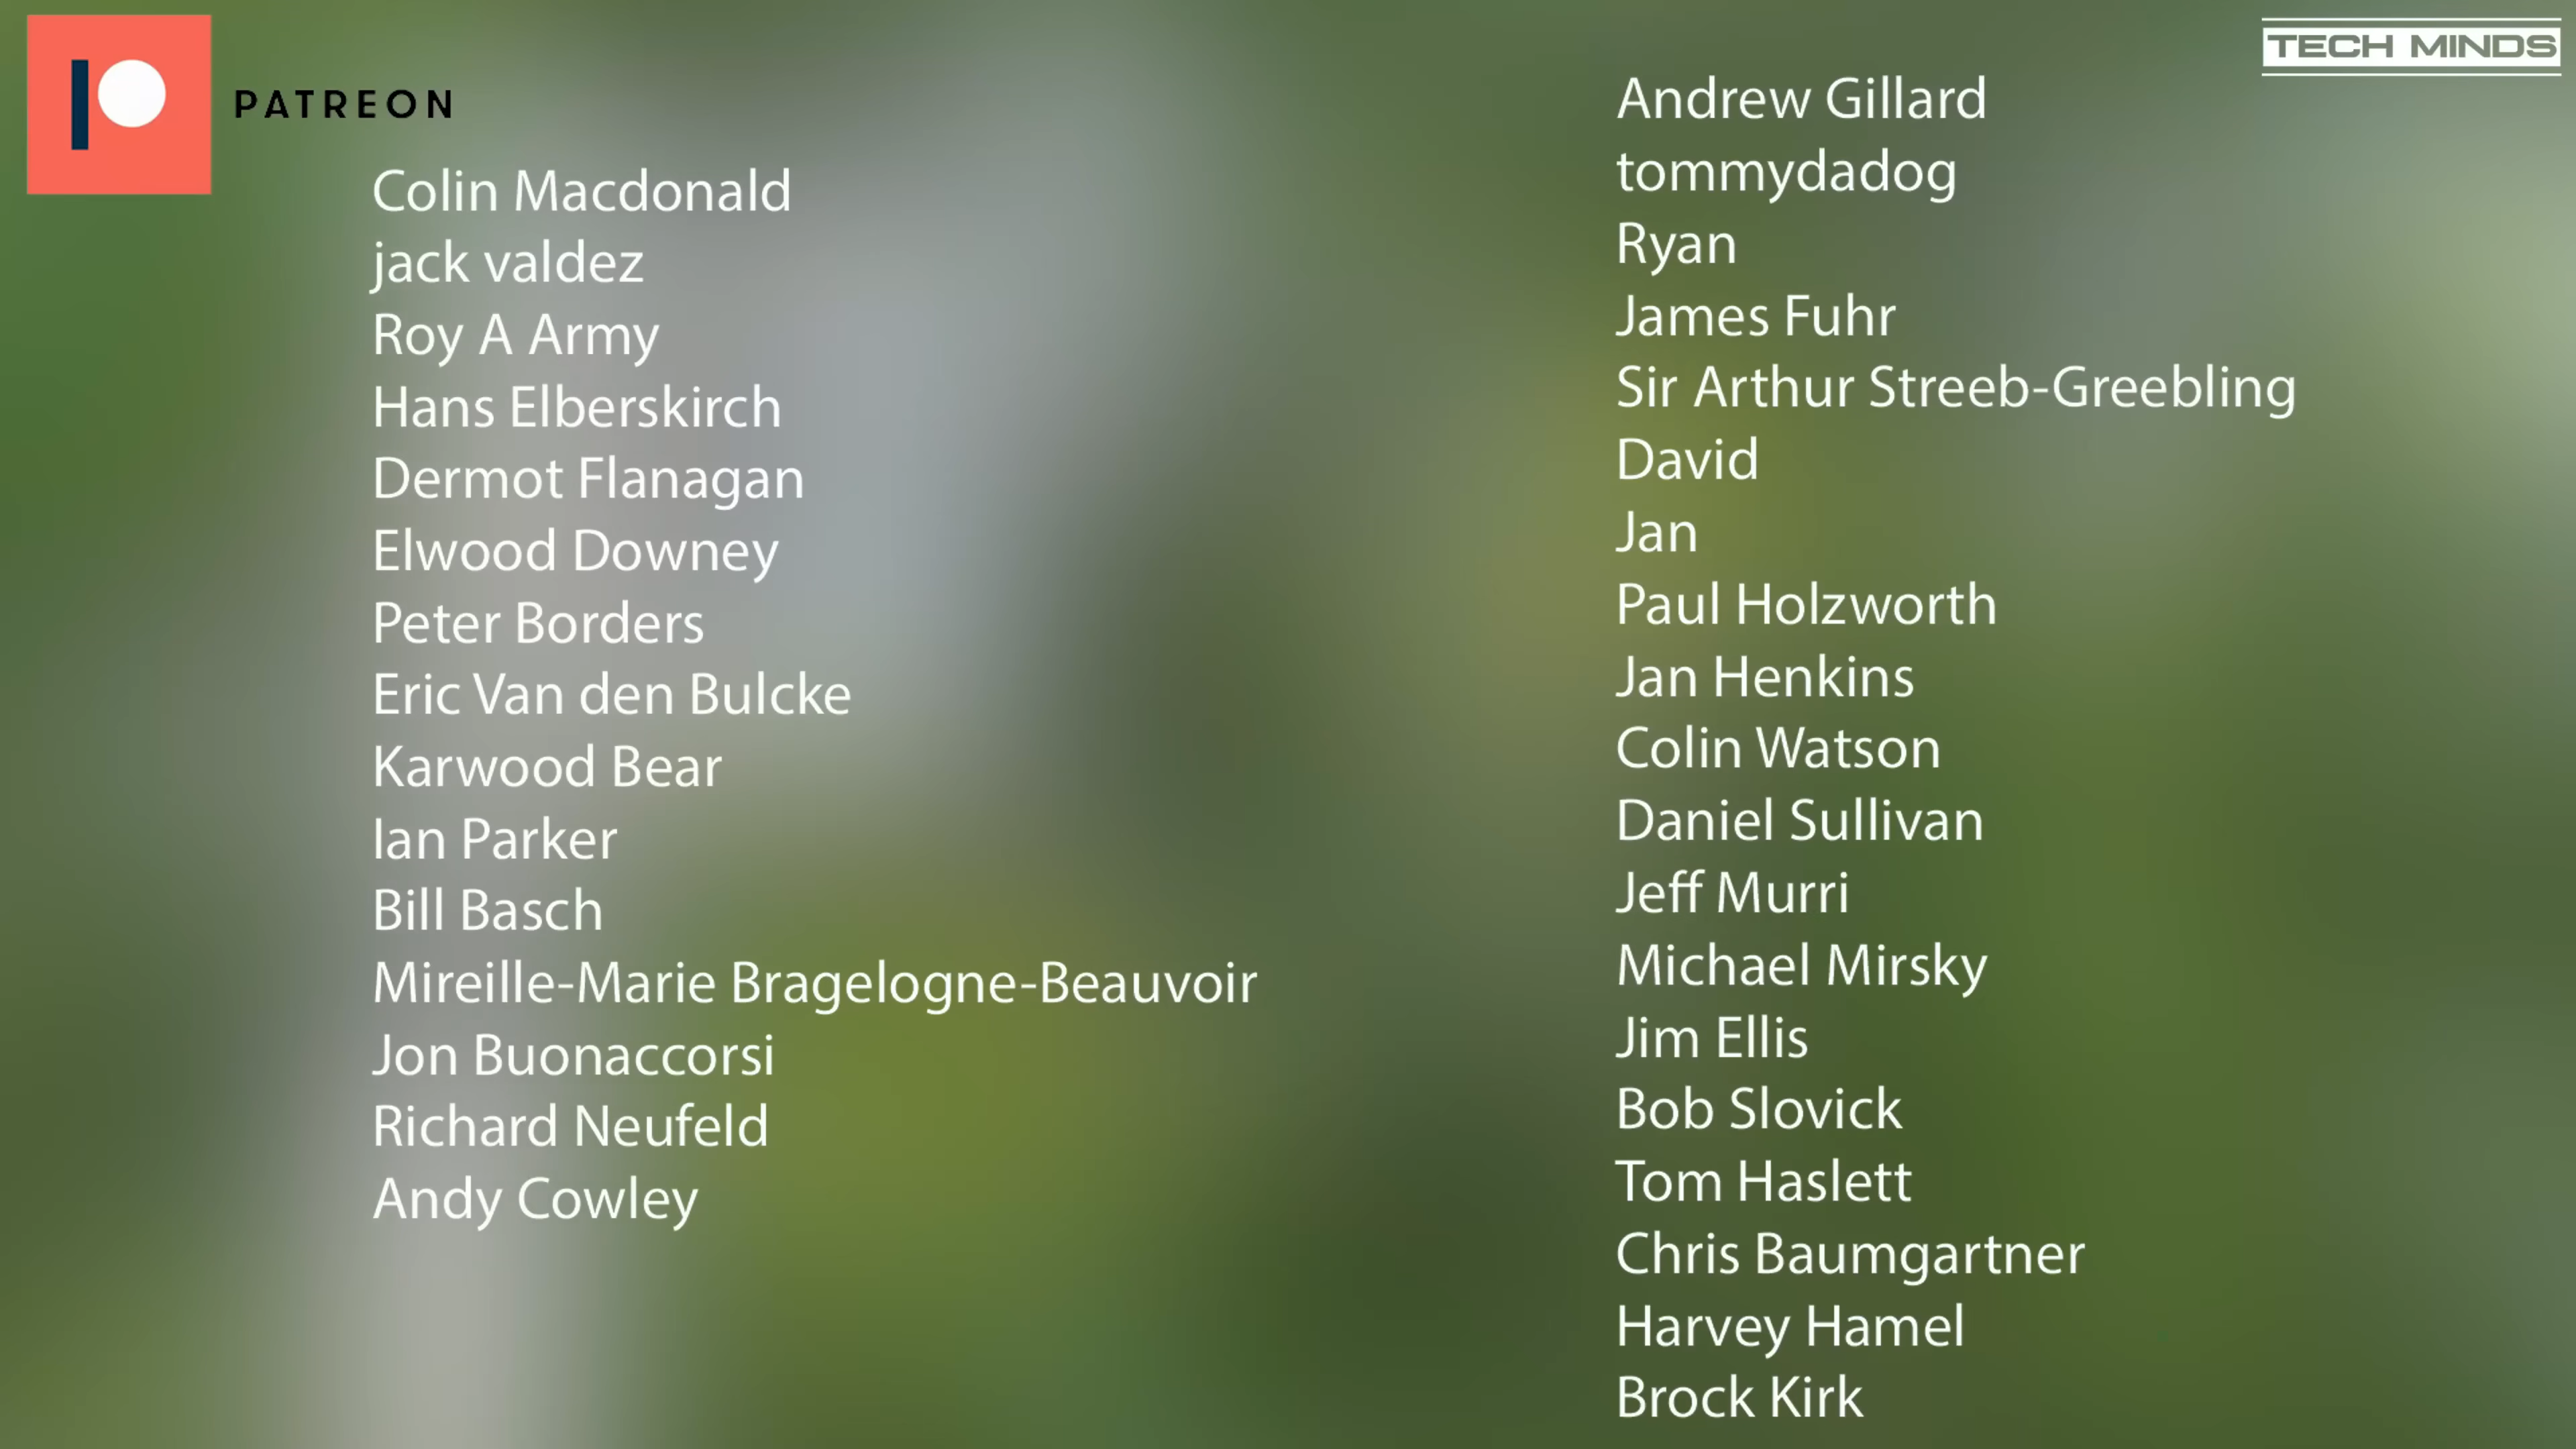 PATREON
Colin Macdonald
jack valdez
Roy A Army
Hans Elberskirch
Dermot Flanagan
Elwood Downey
Peter Borders
Eric Van den Bulcke
Karwood Bear
Ian Parker
Bill Basch
Mireille-Marie Bragelogne-Beauvoir
Jon Buonaccorsi
Richard Neufeld
Andy Cowley
TECH MINDS
Andrew Gillard
tommydadog
Ryan
James Fuhr
Sir Arthur Streeb-Greebling
David
Jan
Paul Holzworth
Jan Henkins
Colin Watson
Daniel Sullivan
Jeff Murri
Michael Mirsky
Jim Ellis
Bob Slovick
Tom Haslett
Chris Baumgartner
Harvey Hamel
Brock Kirk